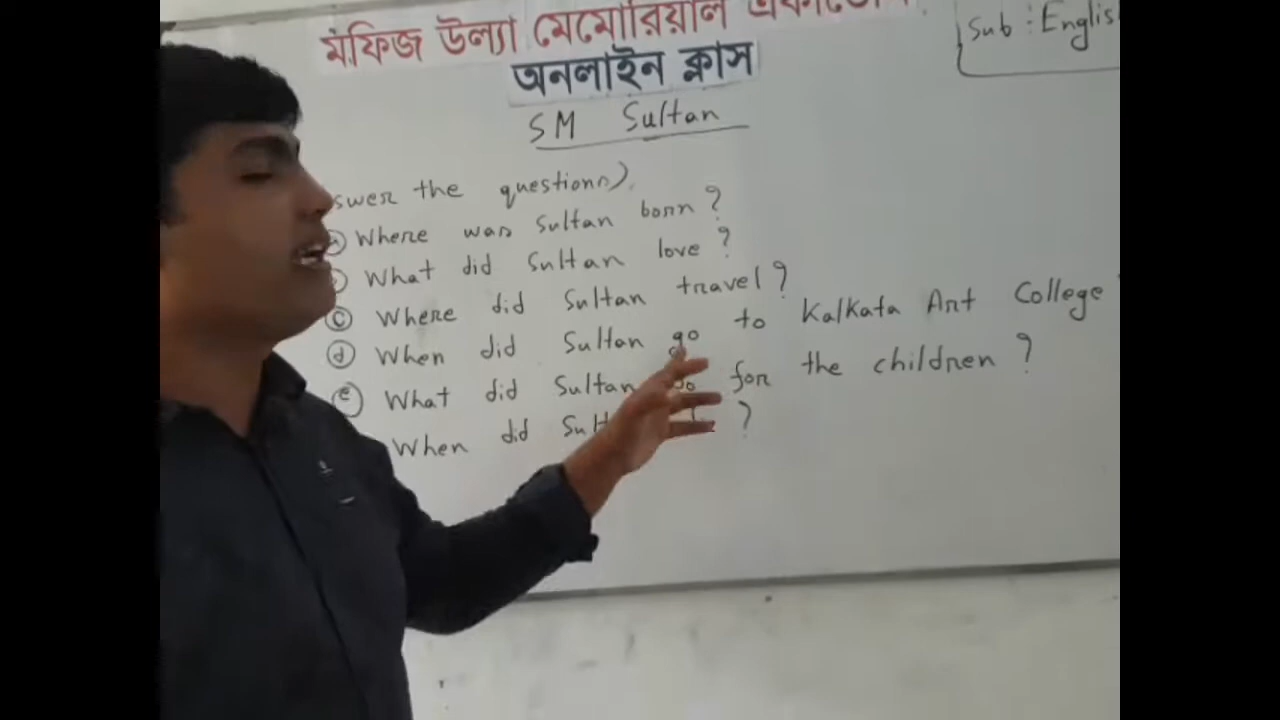 মফিজ উল্যা মেমোরিয়াল
অনলাইন ক্লাস
Sub : English
SM Sultan
swer the questions).
Where was Sultan born ?
What did Sultan love ?
(c) Where did Sultan travel ?
(d) When did Sultan go to Kalkata Art College ?
(e) What did Sultan do for the children ?
When did ?